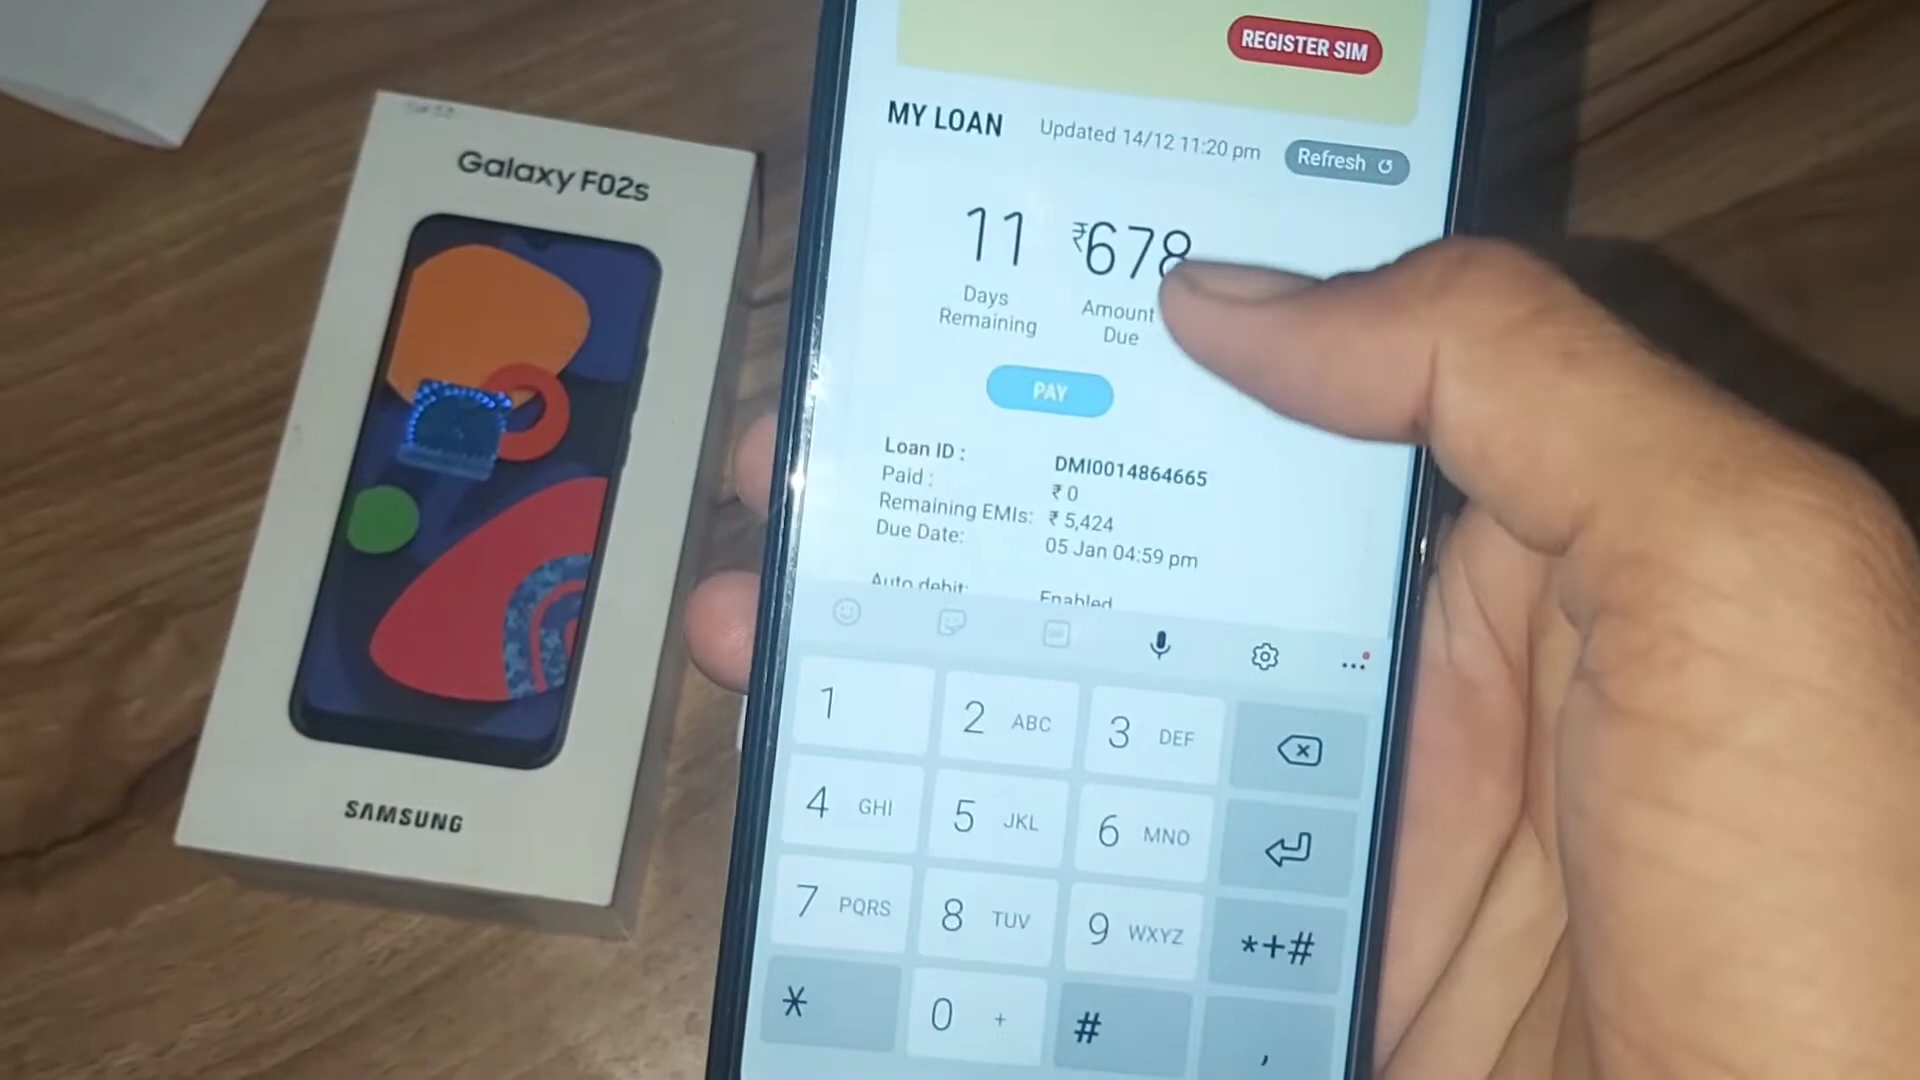 Galaxy F02s
SAMSUNG
REGISTER SIM
MY LOAN Updated 14/12 11:20 pm Refresh
11 ₹678
Days Remaining
Amount Due
PAY
Loan ID : DMI0014864665
Paid : ₹ 0
Remaining EMIs: ₹ 5,424
Due Date: 05 Jan 04:59 pm
Auto debit: Enabled
1 2 ABC 3 DEF
4 GHI 5 JKL 6 MNO
7 PQRS 8 TUV 9 WXYZ *+#
* 0 + # ,